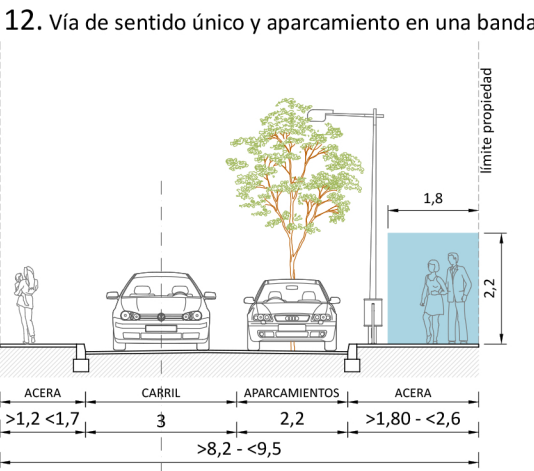 12. Vía de sentido único y aparcamiento en una banda
límite propiedad
1,8
2,2
ACERA CARRIL APARCAMIENTOS ACERA
>1,2 <1,7 3 2,2 >1,80 - <2,6
>8,2 - <9,5